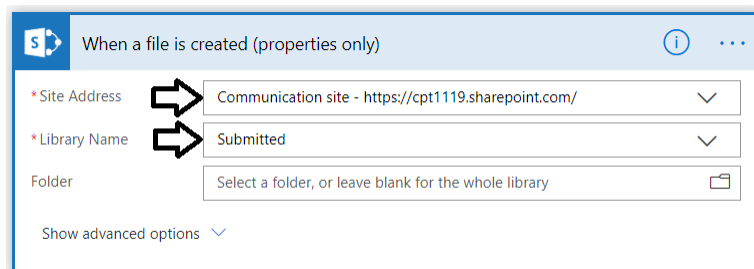 S
When a file is created (properties only)
i
...
*Site Address
Communication site - https://cpt1119.sharepoint.com/
*Library Name
Submitted
Folder
Select a folder, or leave blank for the whole library
Show advanced options